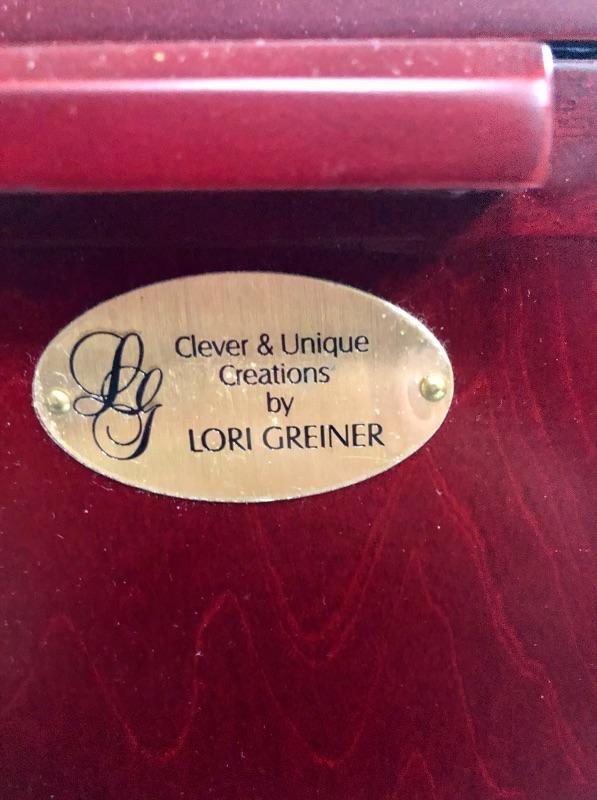 LG
Clever & Unique
Creations
by
LORI GREINER